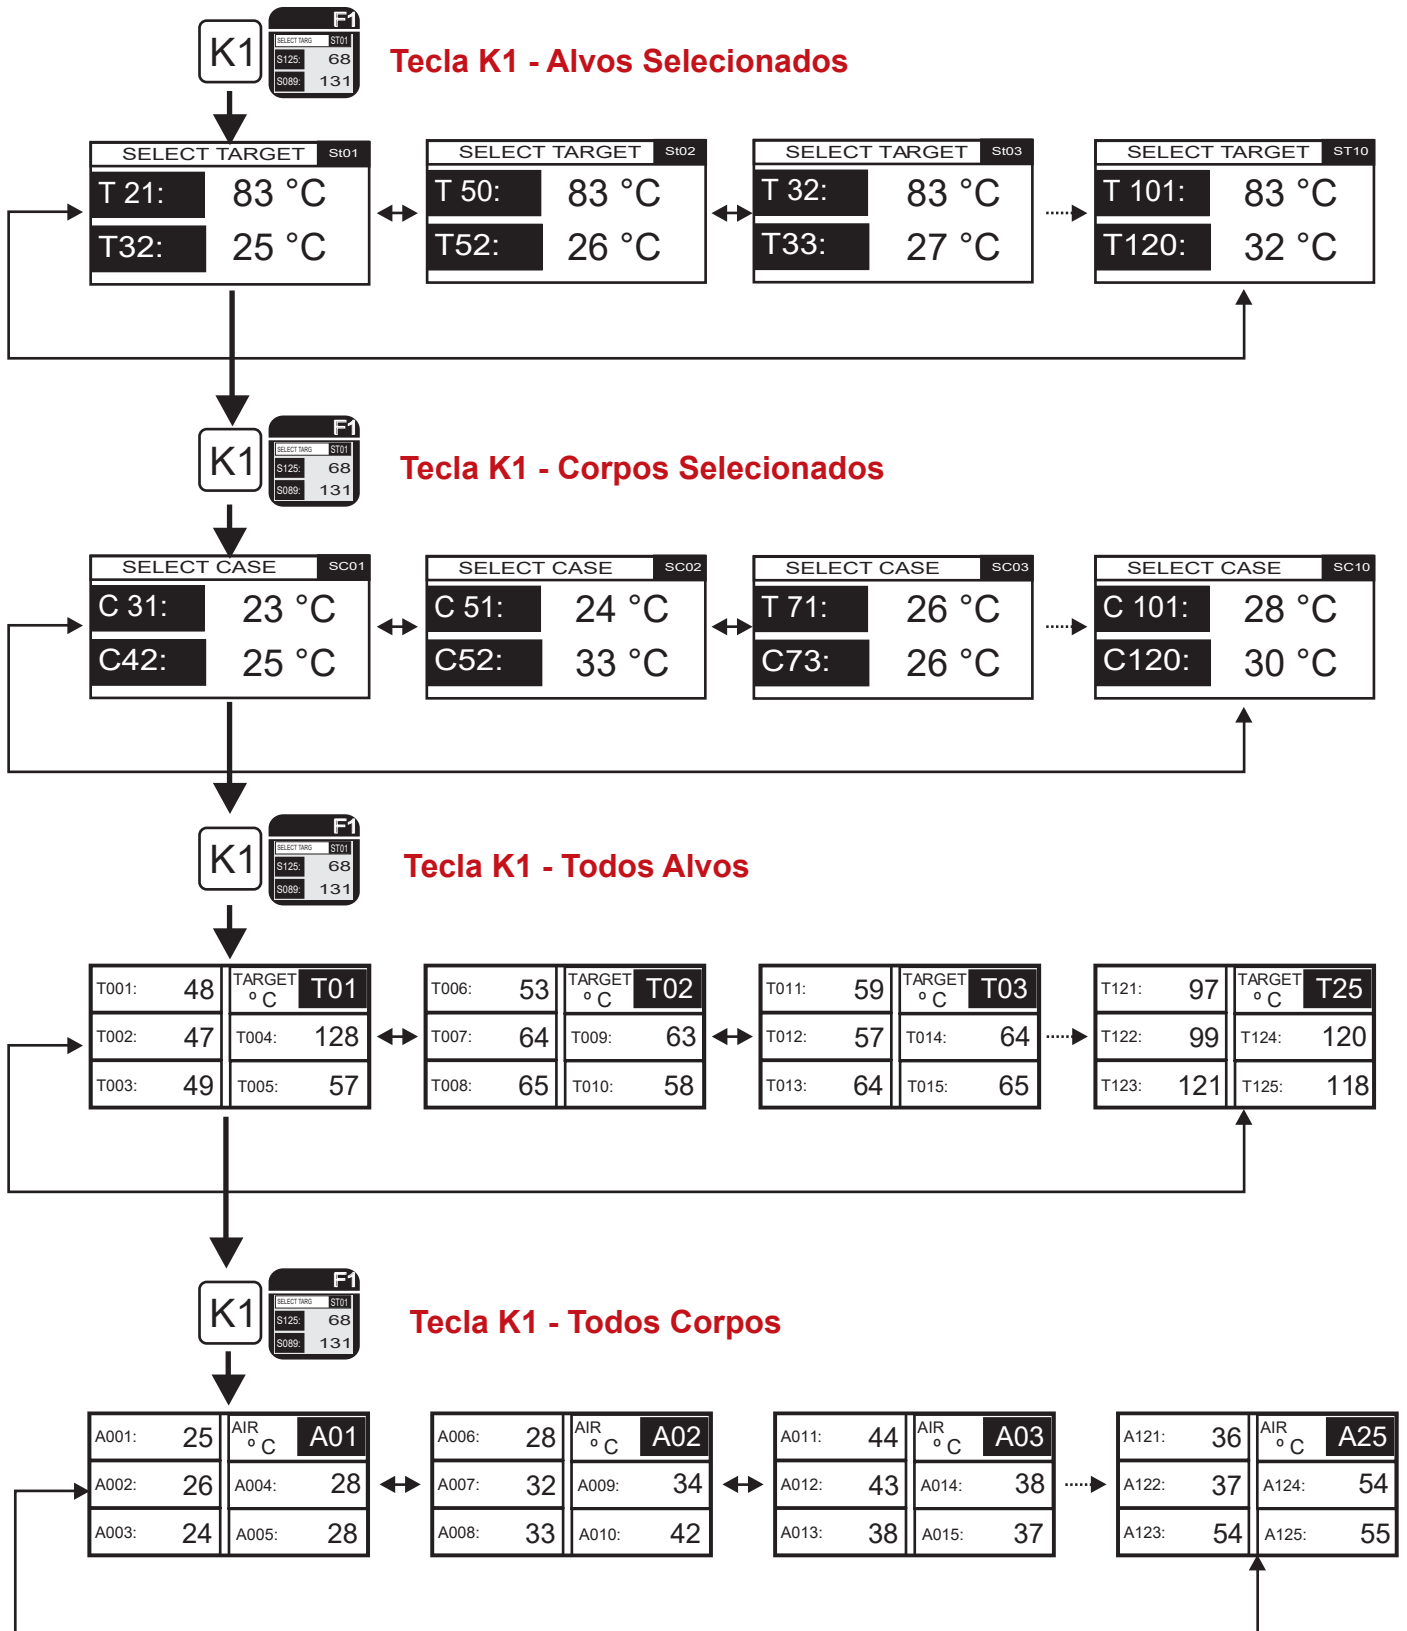 F1
K1
SELECT TARG ST01
S125: 68
S089: 131
Tecla K1 - Alvos Selecionados
SELECT TARGET St01
T 21: 83 °C
T32: 25 °C
SELECT TARGET St02
T 50: 83 °C
T52: 26 °C
SELECT TARGET St03
T 32: 83 °C
T33: 27 °C
SELECT TARGET ST10
T 101: 83 °C
T120: 32 °C
F1
K1
SELECT TARG ST01
S125: 68
S089: 131
Tecla K1 - Corpos Selecionados
SELECT CASE SC01
C 31: 23 °C
C42: 25 °C
SELECT CASE SC02
C 51: 24 °C
C52: 33 °C
SELECT CASE SC03
T 71: 26 °C
C73: 26 °C
SELECT CASE SC10
C 101: 28 °C
C120: 30 °C
F1
K1
SELECT TARG ST01
S125: 68
S089: 131
Tecla K1 - Todos Alvos
T001: 48 TARGET º C T01
T002: 47 T004: 128
T003: 49 T005: 57
T006: 53 TARGET º C T02
T007: 64 T009: 63
T008: 65 T010: 58
T011: 59 TARGET º C T03
T012: 57 T014: 64
T013: 64 T015: 65
T121: 97 TARGET º C T25
T122: 99 T124: 120
T123: 121 T125: 118
F1
K1
SELECT TARG ST01
S125: 68
S089: 131
Tecla K1 - Todos Corpos
A001: 25 AIR º C A01
A002: 26 A004: 28
A003: 24 A005: 28
A006: 28 AIR º C A02
A007: 32 A009: 34
A008: 33 A010: 42
A011: 44 AIR º C A03
A012: 43 A014: 38
A013: 38 A015: 37
A121: 36 AIR º C A25
A122: 37 A124: 54
A123: 54 A125: 55